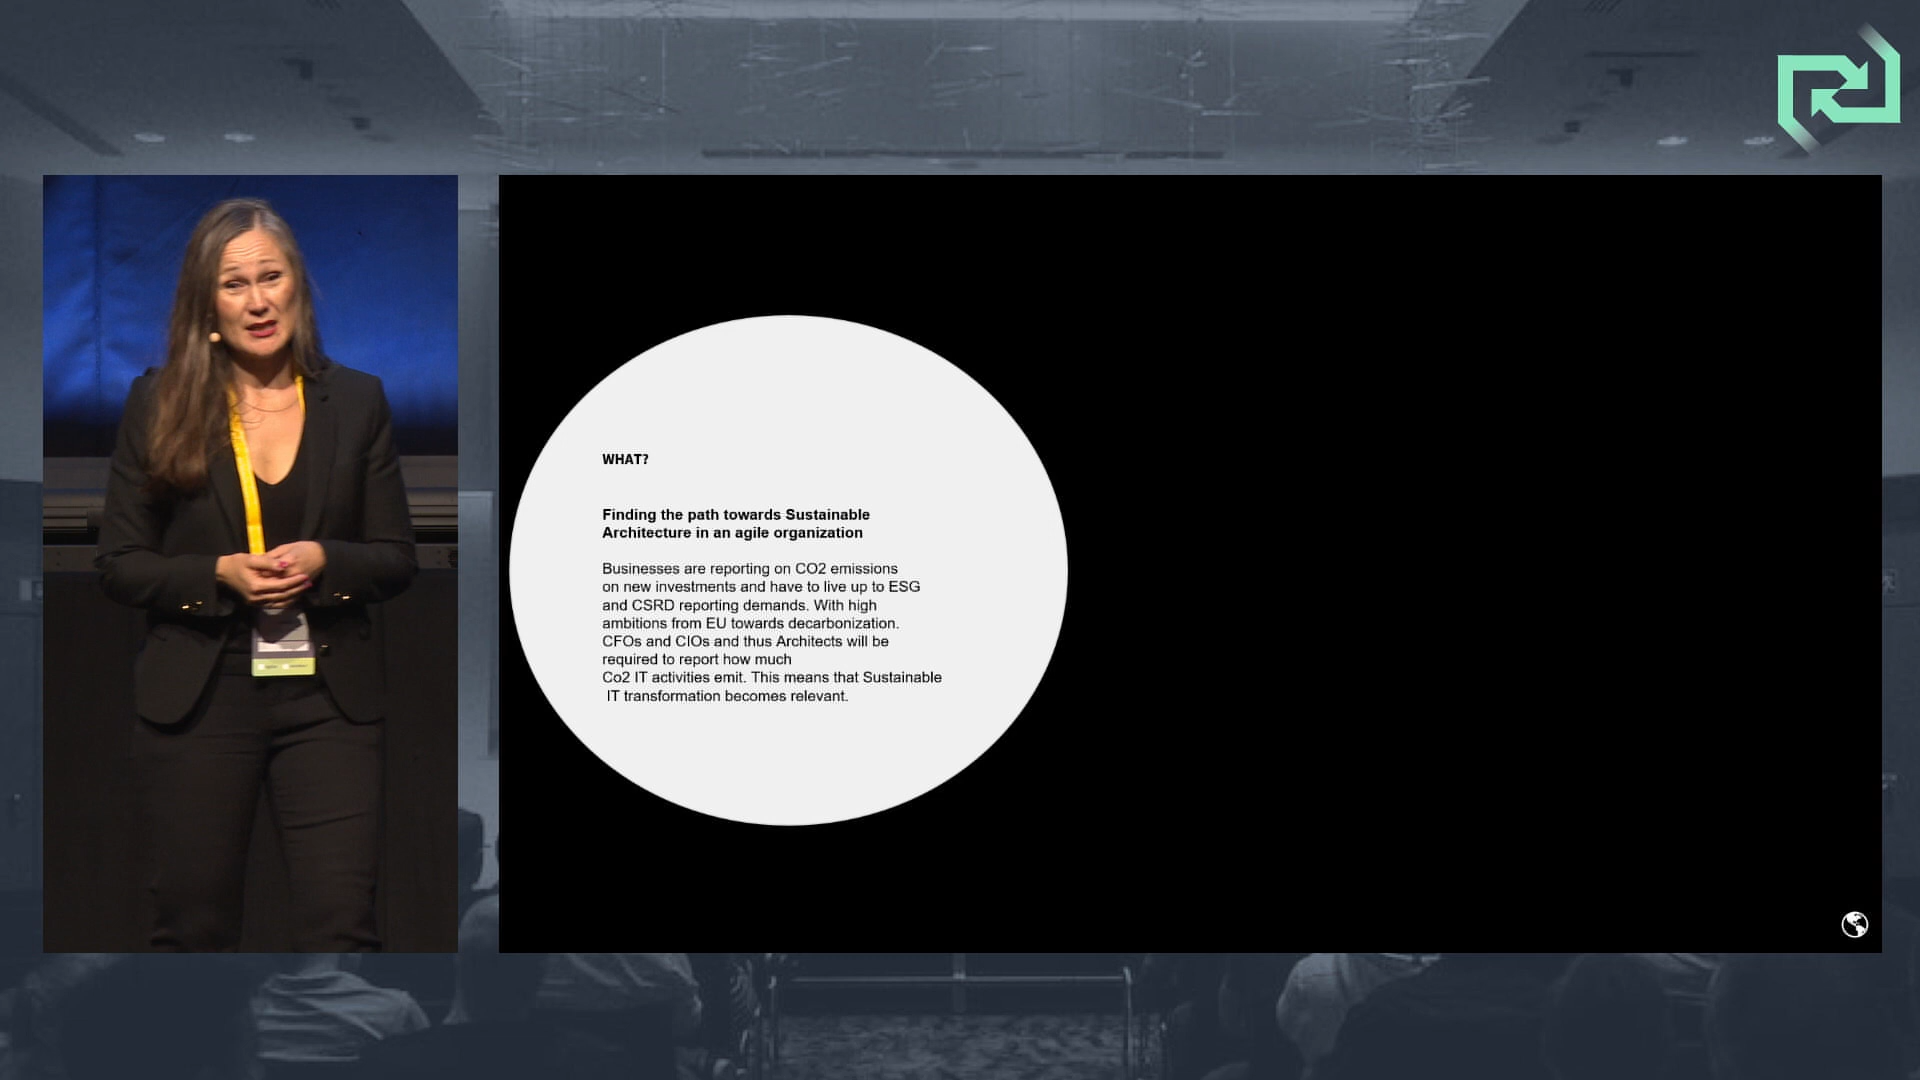 WHAT?
Finding the path towards Sustainable
Architecture in an agile organization
Businesses are reporting on CO2 emissions
on new investments and have to live up to ESG
and CSRD reporting demands. With high
ambitions from EU towards decarbonization.
CFOs and CIOs and thus Architects will be
required to report how much
Co2 IT activities emit. This means that Sustainable
IT transformation becomes relevant.